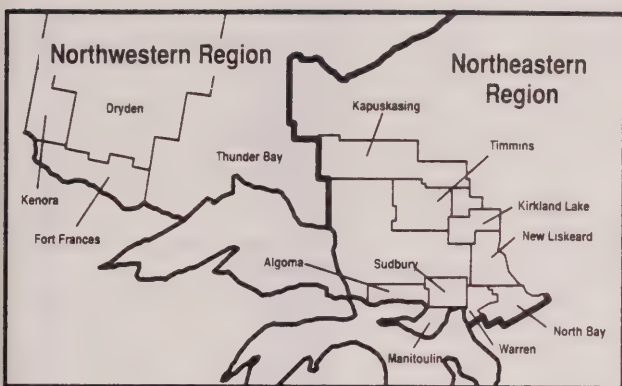 Northwestern Region
Northeastern
Region
Dryden
Kapuskasing
Timmins
Thunder Bay
Kenora
Kirkland Lake
Fort Frances
New Liskeard
Algoma
Sudbury
North Bay
Warren
Manitoulin